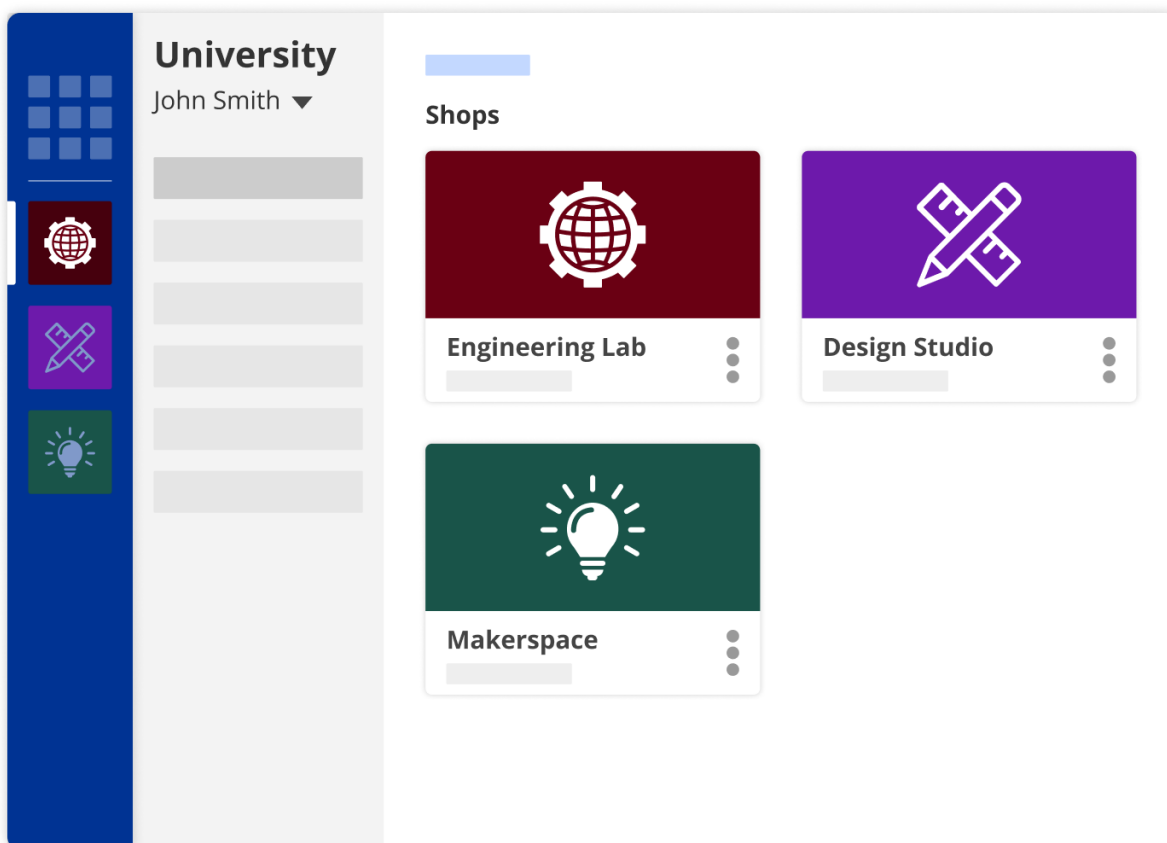 University
John Smith
Shops
Engineering Lab
Design Studio
Makerspace